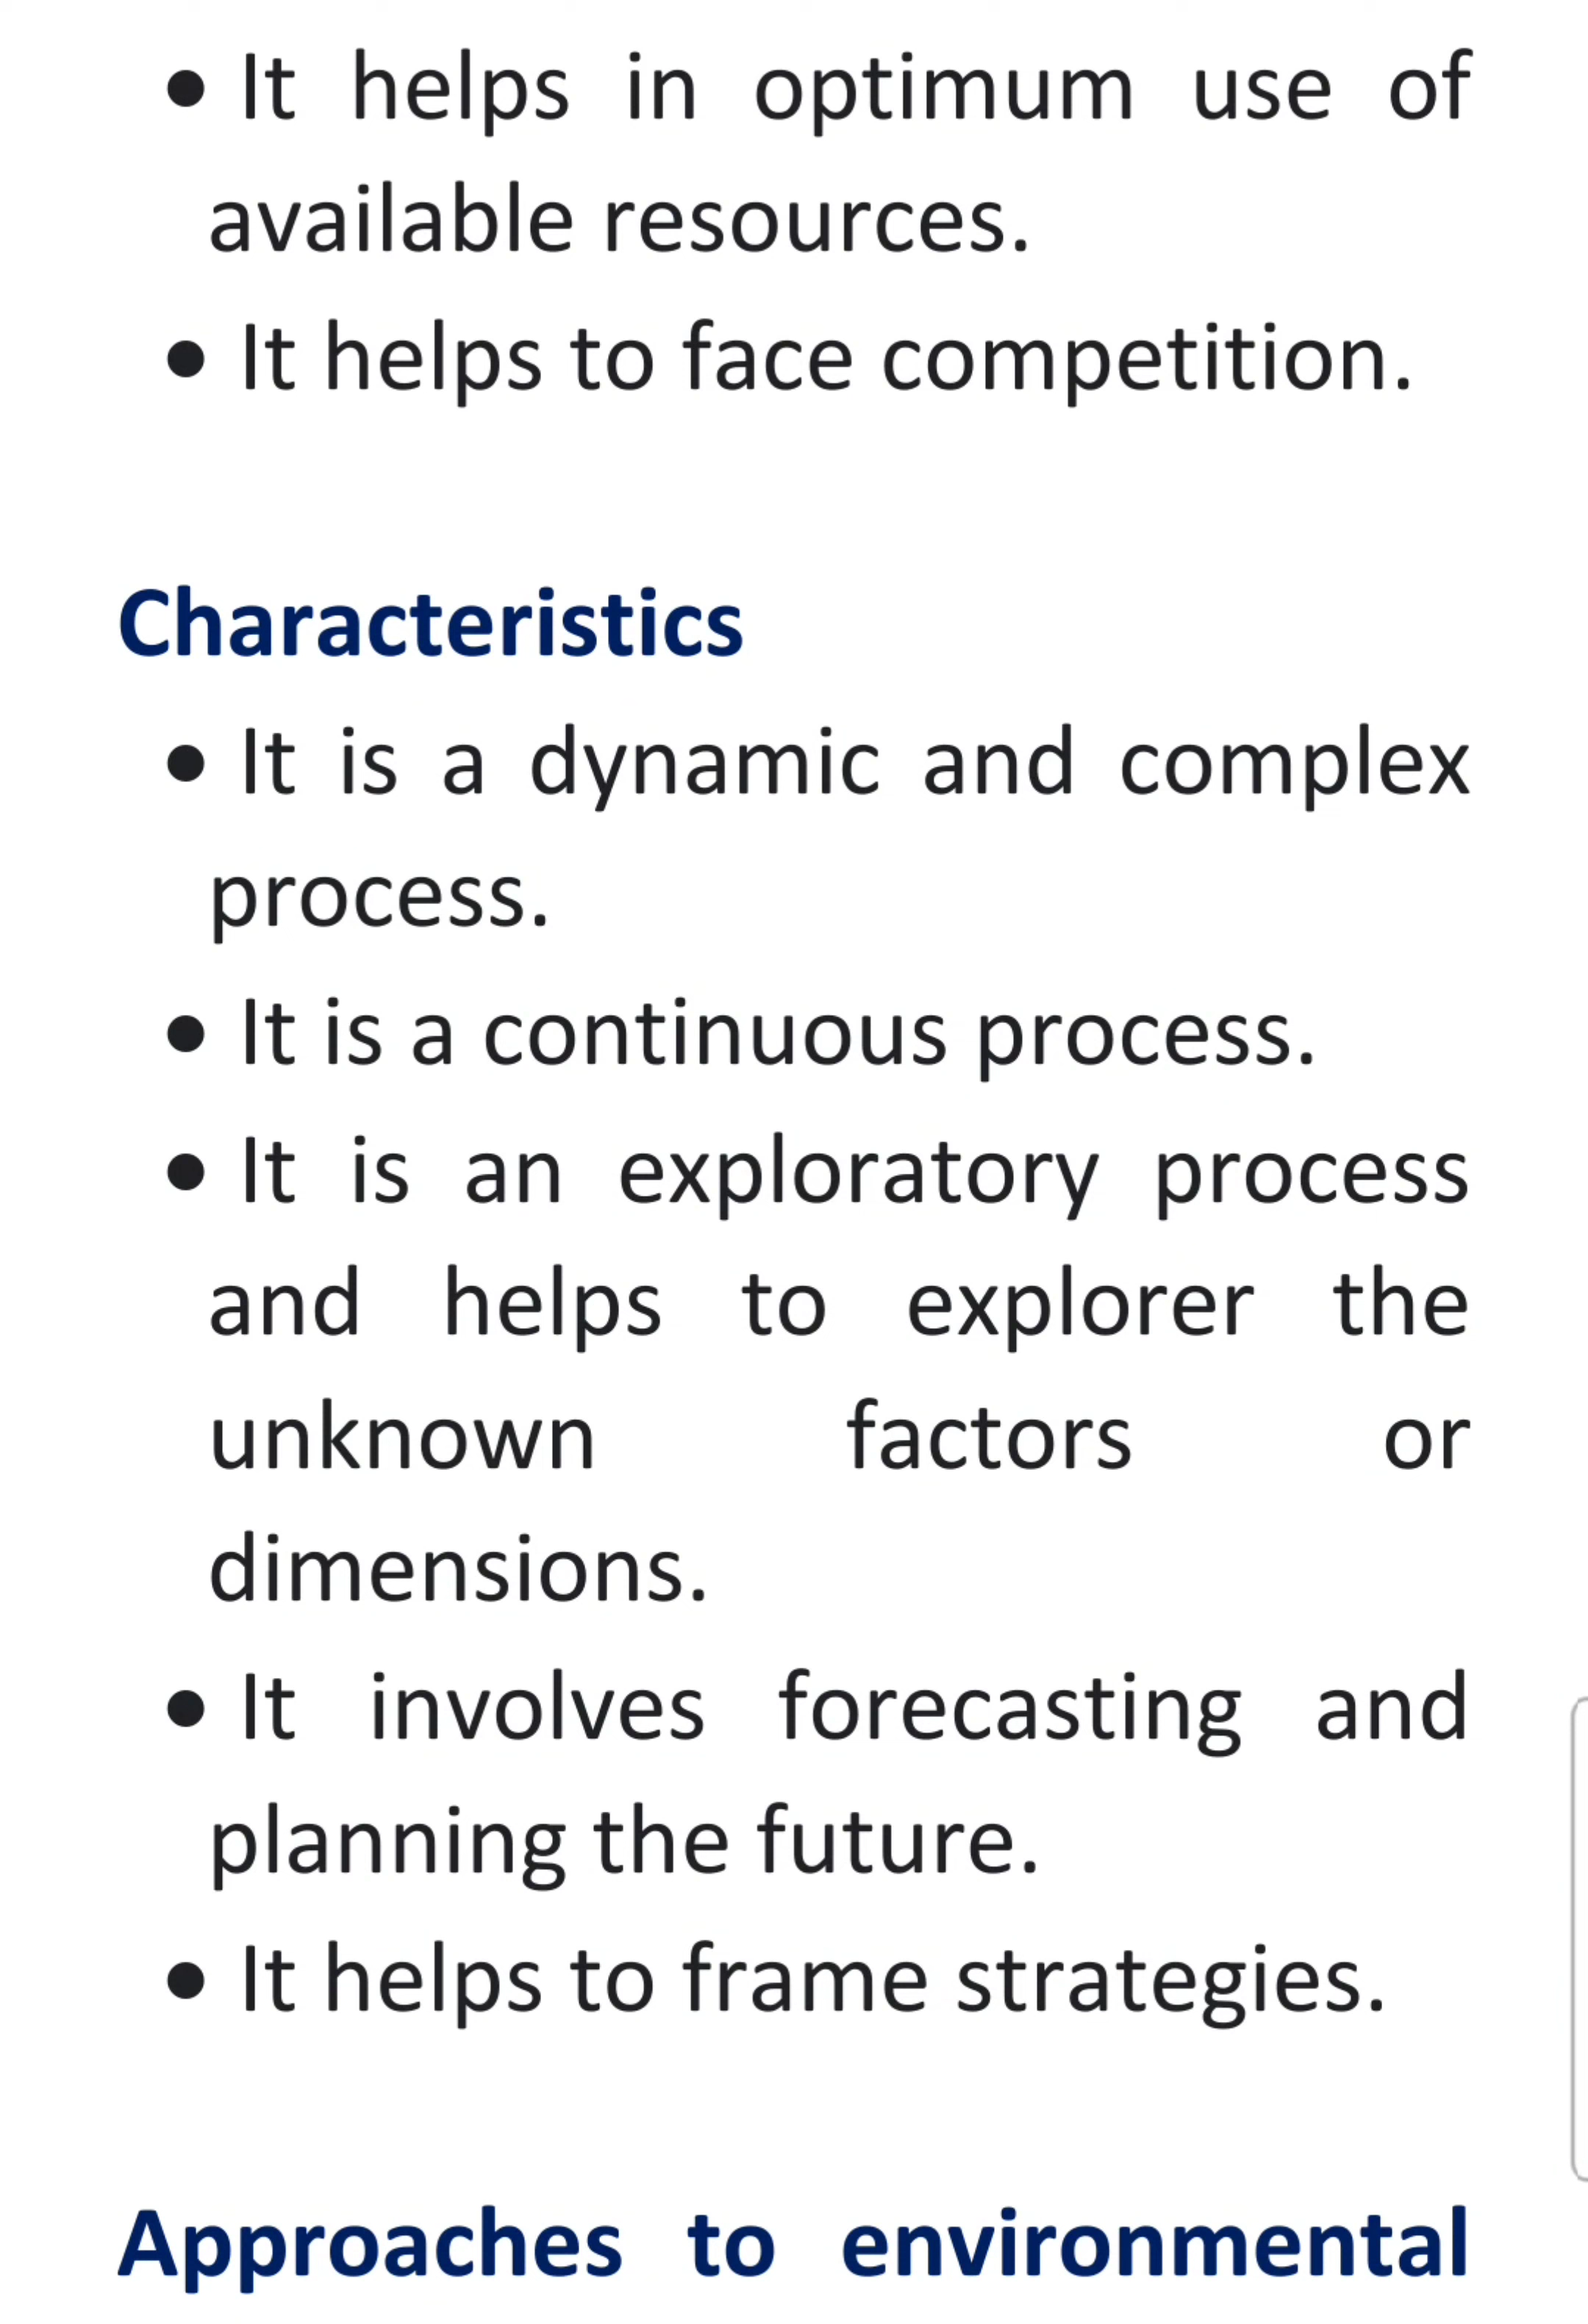 • It helps in optimum use of
available resources.
• It helps to face competition.
Characteristics
• It is a dynamic and complex
process.
• It is a continuous process.
• It is an exploratory process
and helps to explorer the
unknown factors or
dimensions.
• It involves forecasting and
planning the future.
• It helps to frame strategies.
Approaches to environmental